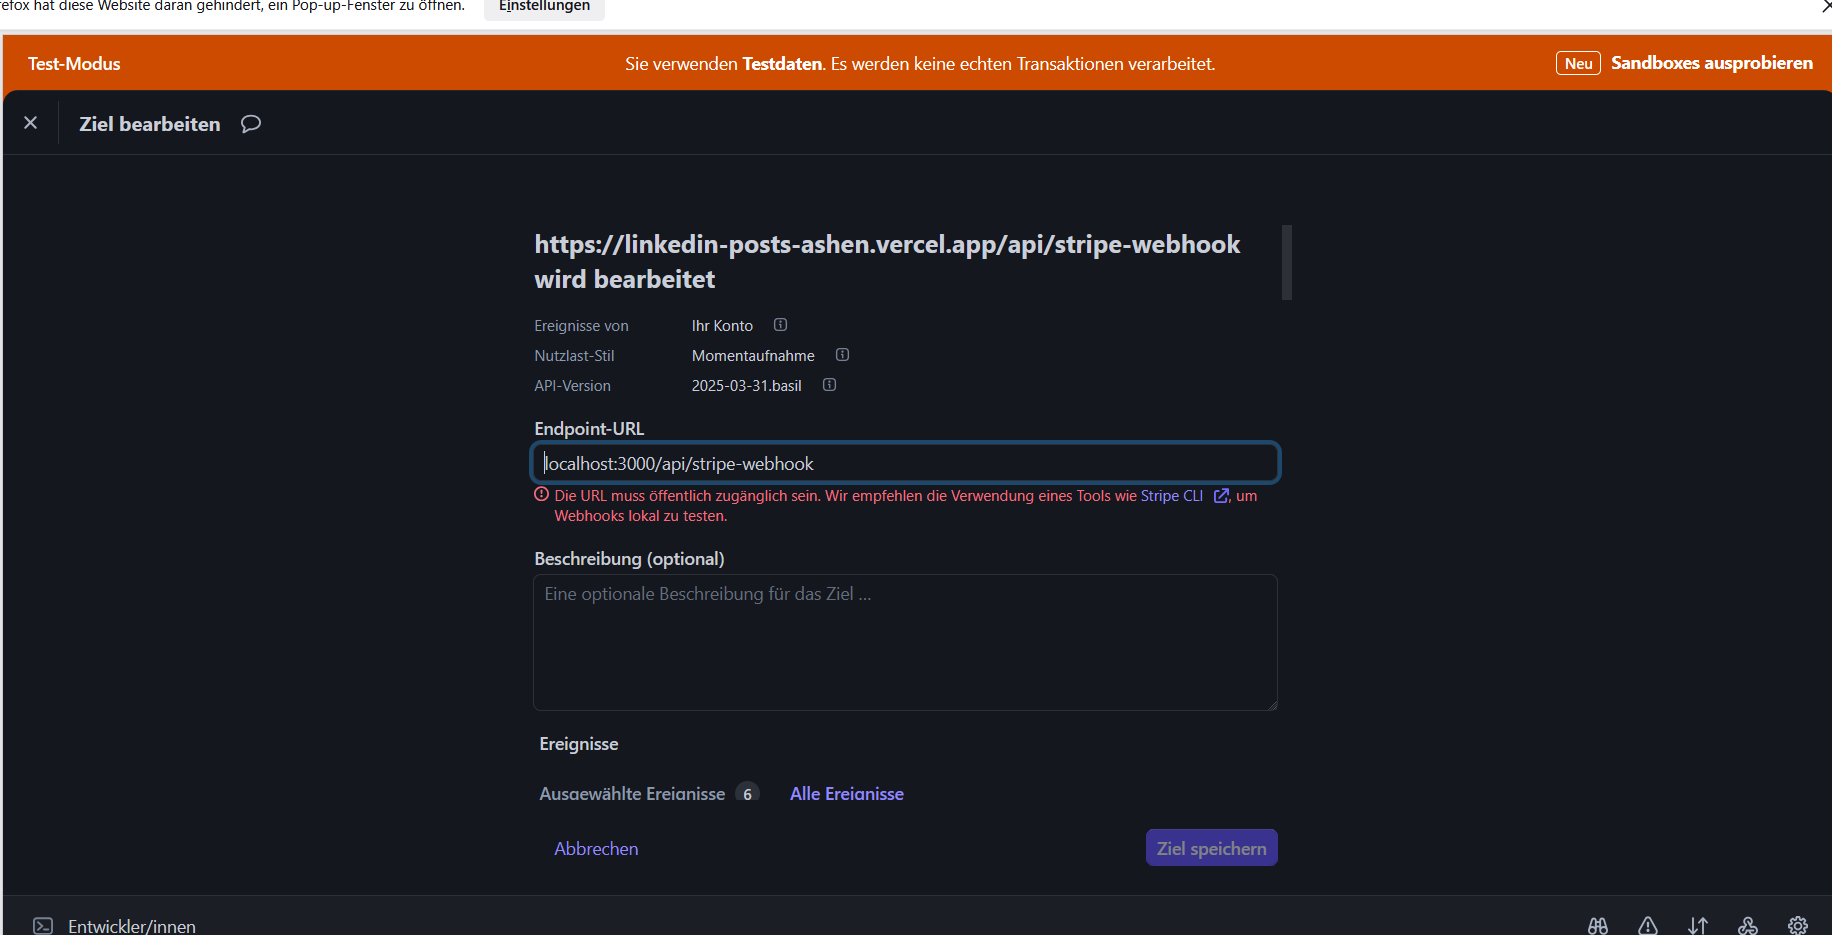 refox hat diese Website daran gehindert, ein Pop-up-Fenster zu öffnen. Einstellungen
Test-Modus
Sie verwenden Testdaten. Es werden keine echten Transaktionen verarbeitet.
Neu Sandboxes ausprobieren
Ziel bearbeiten
https://linkedin-posts-ashen.vercel.app/api/stripe-webhook
wird bearbeitet
Ereignisse von Ihr Konto
Nutzlast-Stil Momentaufnahme
API-Version 2025-03-31.basil
Endpoint-URL
localhost:3000/api/stripe-webhook
Die URL muss öffentlich zugänglich sein. Wir empfehlen die Verwendung eines Tools wie Stripe CLI , um
Webhooks lokal zu testen.
Beschreibung (optional)
Eine optionale Beschreibung für das Ziel ...
Ereignisse
Ausgewählte Ereignisse 6 Alle Ereignisse
Abbrechen Ziel speichern
Entwickler/innen